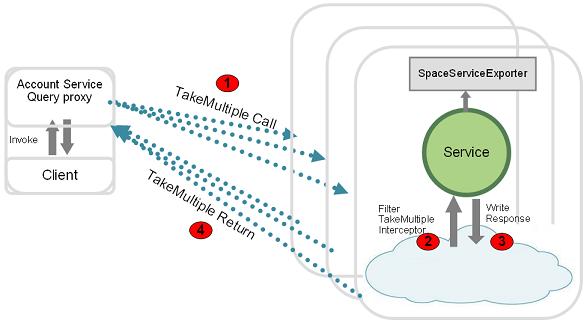 Account Service
Query proxy
Invoke
Client
1
TakeMultiple Call
TakeMultiple Return
4
SpaceServiceExporter
Service
Filter
TakeMultiple
Interceptor
2
Write
Response
3